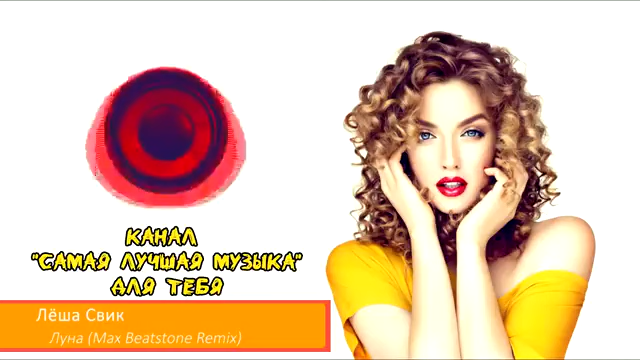 КАНАЛ
"САМАЯ ЛУЧШАЯ МУЗЫКА"
ДЛЯ ТЕБЯ
Лёша Свик
Луна (Max Beatstone Remix)